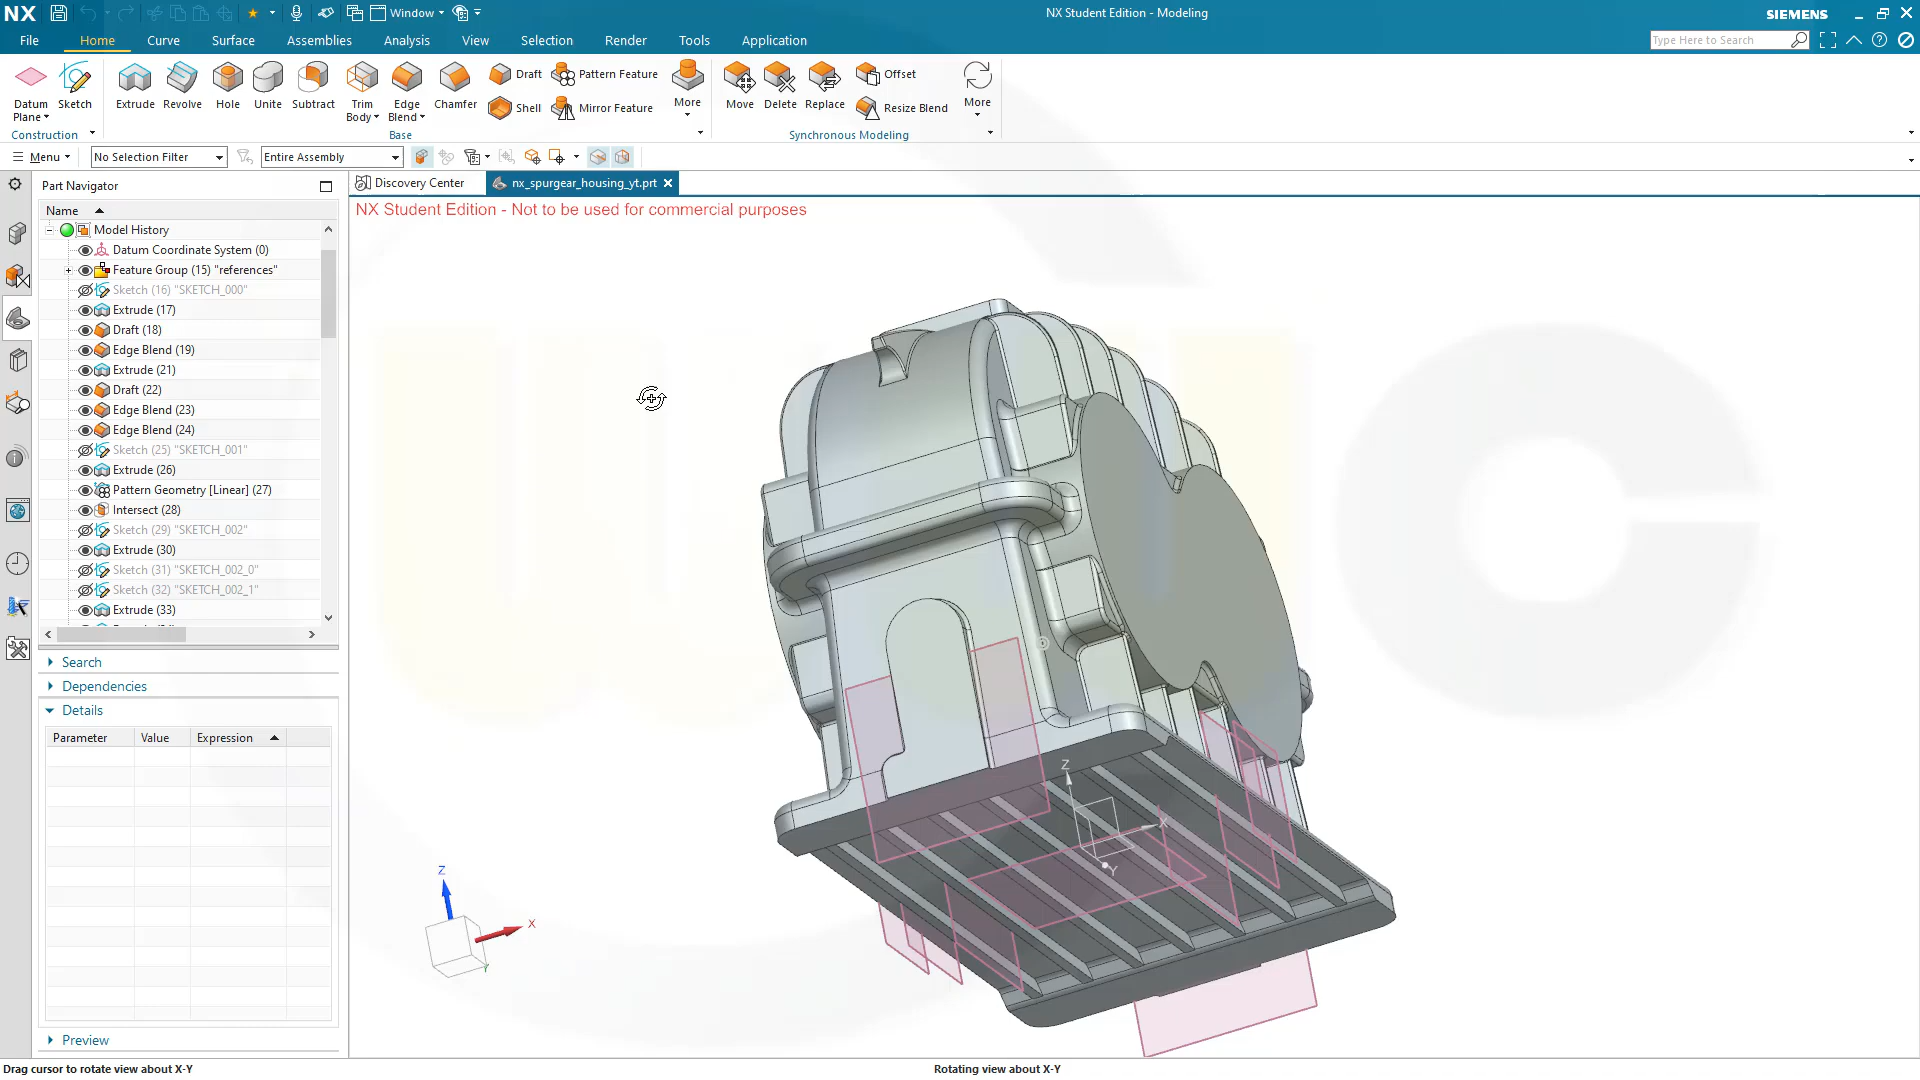 NX
Window
NX Student Edition - Modeling
SIEMENS
File
Home
Curve
Surface
Assemblies
Analysis
View
Selection
Render
Tools
Application
Type Here to Search
Datum
Plane
Sketch
Extrude
Revolve
Hole
Unite
Subtract
Trim
Body
Edge
Blend
Chamfer
Draft
Shell
Pattern Feature
Mirror Feature
More
Move
Delete
Replace
Offset
Resize Blend
More
Construction
Base
Synchronous Modeling
Menu
No Selection Filter
Entire Assembly
Part Navigator
Discovery Center
nx_spurgear_housing_yt.prt
NX Student Edition - Not to be used for commercial purposes
Name
Model History
Datum Coordinate System (0)
Feature Group (15) "references"
Sketch (16) "SKETCH_000"
Extrude (17)
Draft (18)
Edge Blend (19)
Extrude (21)
Draft (22)
Edge Blend (23)
Edge Blend (24)
Sketch (25) "SKETCH_001"
Extrude (26)
Pattern Geometry [Linear] (27)
Intersect (28)
Sketch (29) "SKETCH_002"
Extrude (30)
Sketch (31) "SKETCH_002_0"
Sketch (32) "SKETCH_002_1"
Extrude (33)
Search
Dependencies
Details
Parameter
Value
Expression
Preview
Z
X
Y
Z
X
Y
Drag cursor to rotate view about X-Y
Rotating view about X-Y